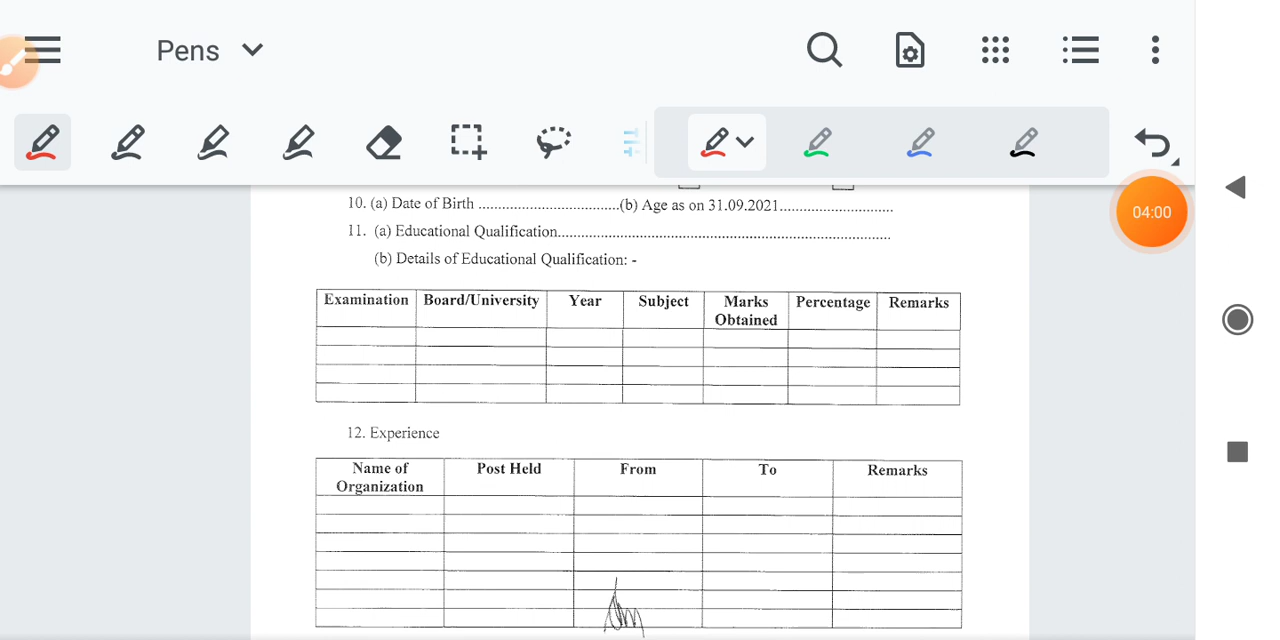 Pens
04:00
10. (a) Date of Birth ....................................(b) Age as on 31.09.2021.............................
11. (a) Educational Qualification.....................................................................................
(b) Details of Educational Qualification: -
Examination Board/University Year Subject Marks Obtained Percentage Remarks
12. Experience
Name of Organization Post Held From To Remarks